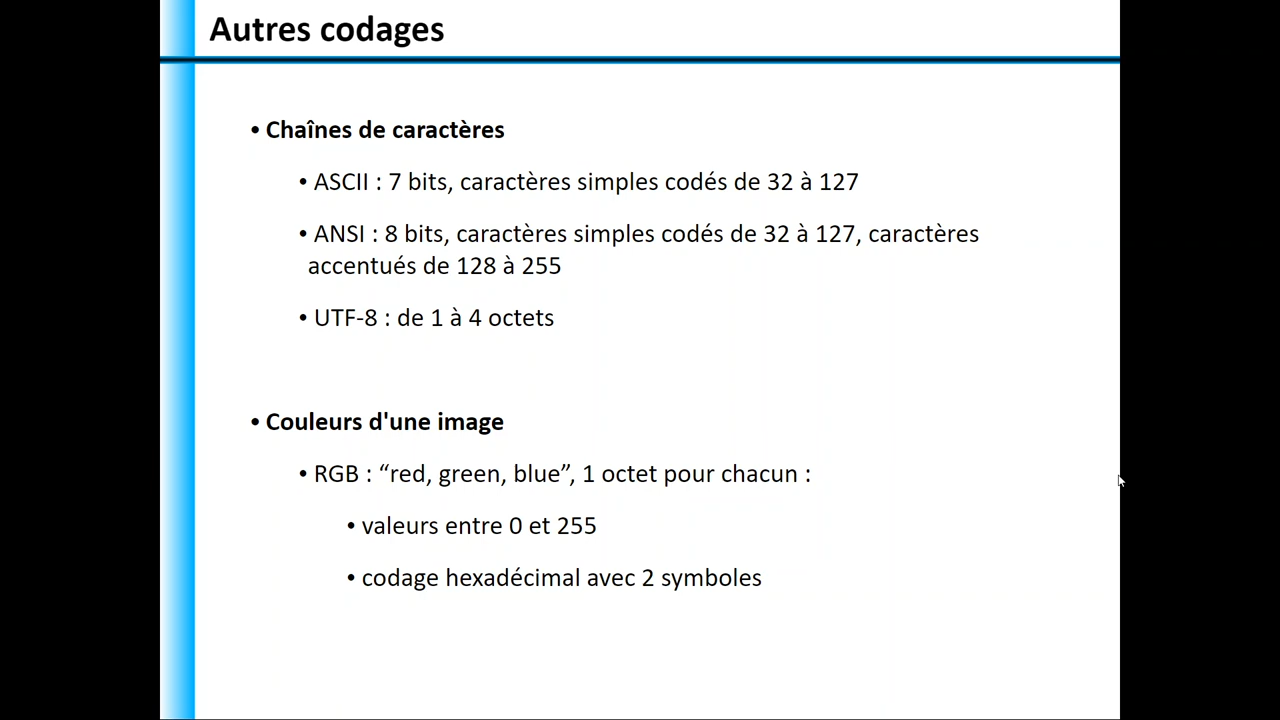 Autres codages
• Chaînes de caractères
• ASCII : 7 bits, caractères simples codés de 32 à 127
• ANSI : 8 bits, caractères simples codés de 32 à 127, caractères
accentués de 128 à 255
• UTF-8 : de 1 à 4 octets
• Couleurs d'une image
• RGB : “red, green, blue”, 1 octet pour chacun :
• valeurs entre 0 et 255
• codage hexadécimal avec 2 symboles